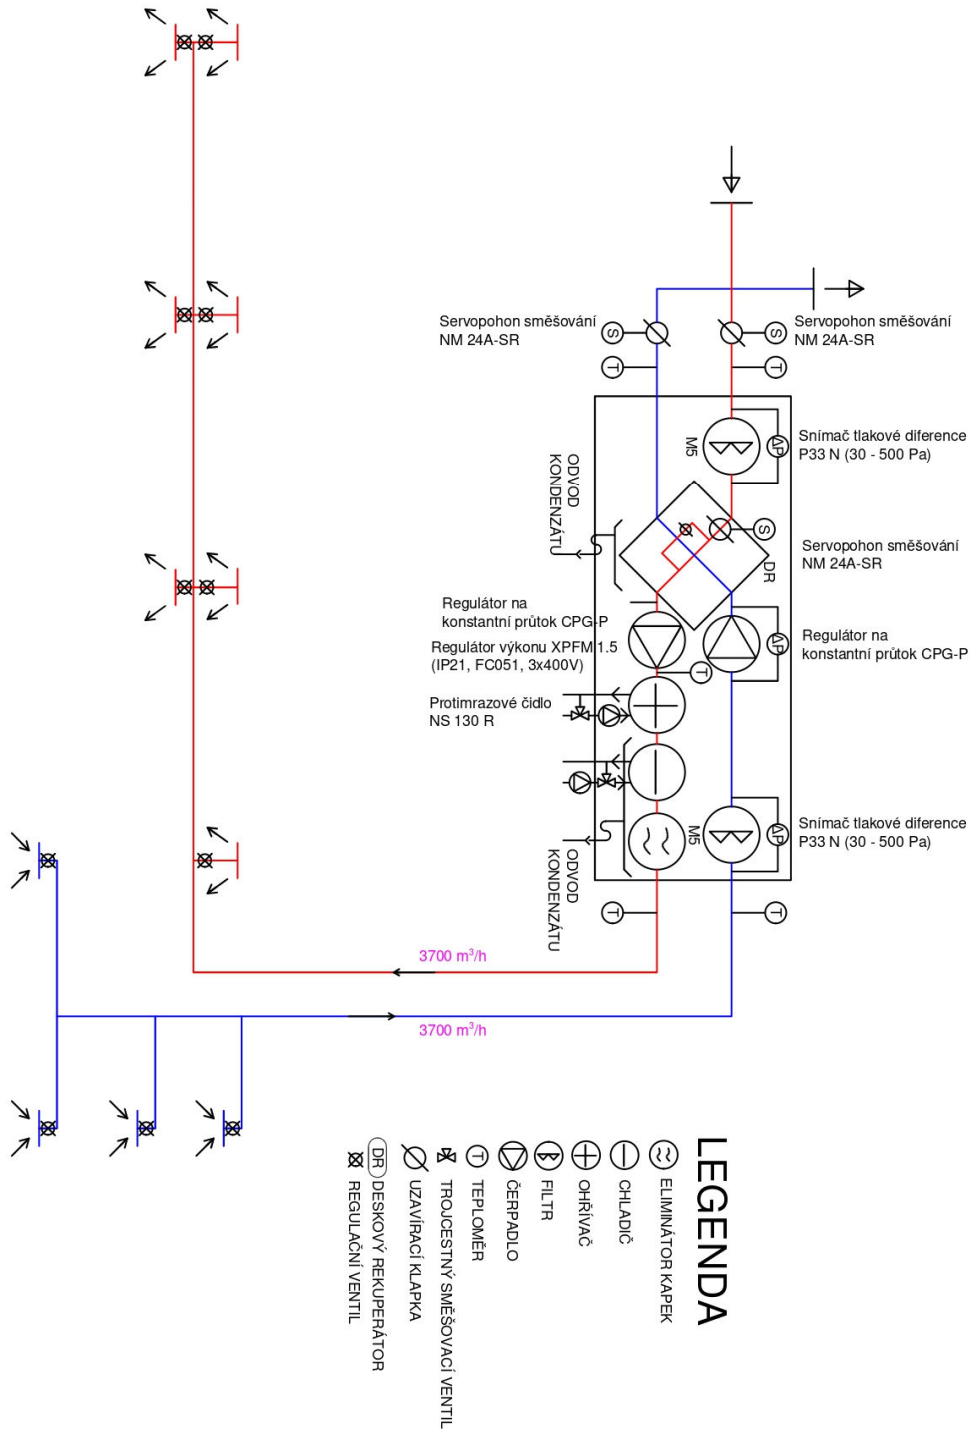 Servopohon směšování
NM 24A-SR
S
S
Servopohon směšování
NM 24A-SR
T
T
M5
ΔP
Snímač tlakové diference
P33 N (30 - 500 Pa)
ODVOD
KONDENZÁTU
S
DR
Servopohon směšování
NM 24A-SR
Regulátor na
konstantní průtok CPG-P
Regulátor výkonu XPFM 1.5
(IP21, FC051, 3x400V)
ΔP
Regulátor na
konstantní průtok CPG-P
T
Protimrazové čidlo
NS 130 R
M5
ΔP
Snímač tlakové diference
P33 N (30 - 500 Pa)
ODVOD
KONDENZÁTU
T
T
3700 m³/h
3700 m³/h
LEGENDA
ELIMINÁTOR KAPEK
CHLADIČ
OHŘÍVAČ
FILTR
ČERPADLO
T TEPLOMĚR
TROJCESTNÝ SMĚŠOVACÍ VENTIL
UZAVÍRACÍ KLAPKA
DR DESKOVÝ REKUPERÁTOR
REGULAČNÍ VENTIL